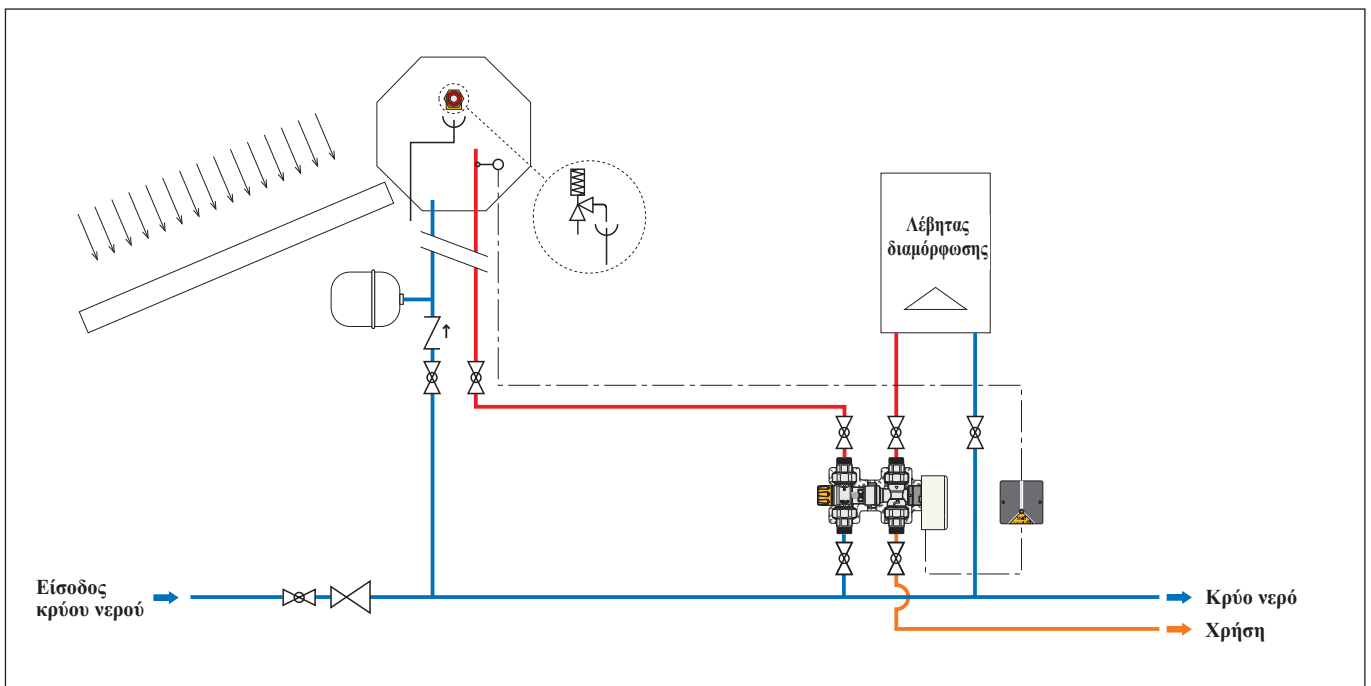 Λέβητας
διαμόρφωσης
Είσοδος
κρύου νερού
Κρύο νερό
Χρήση